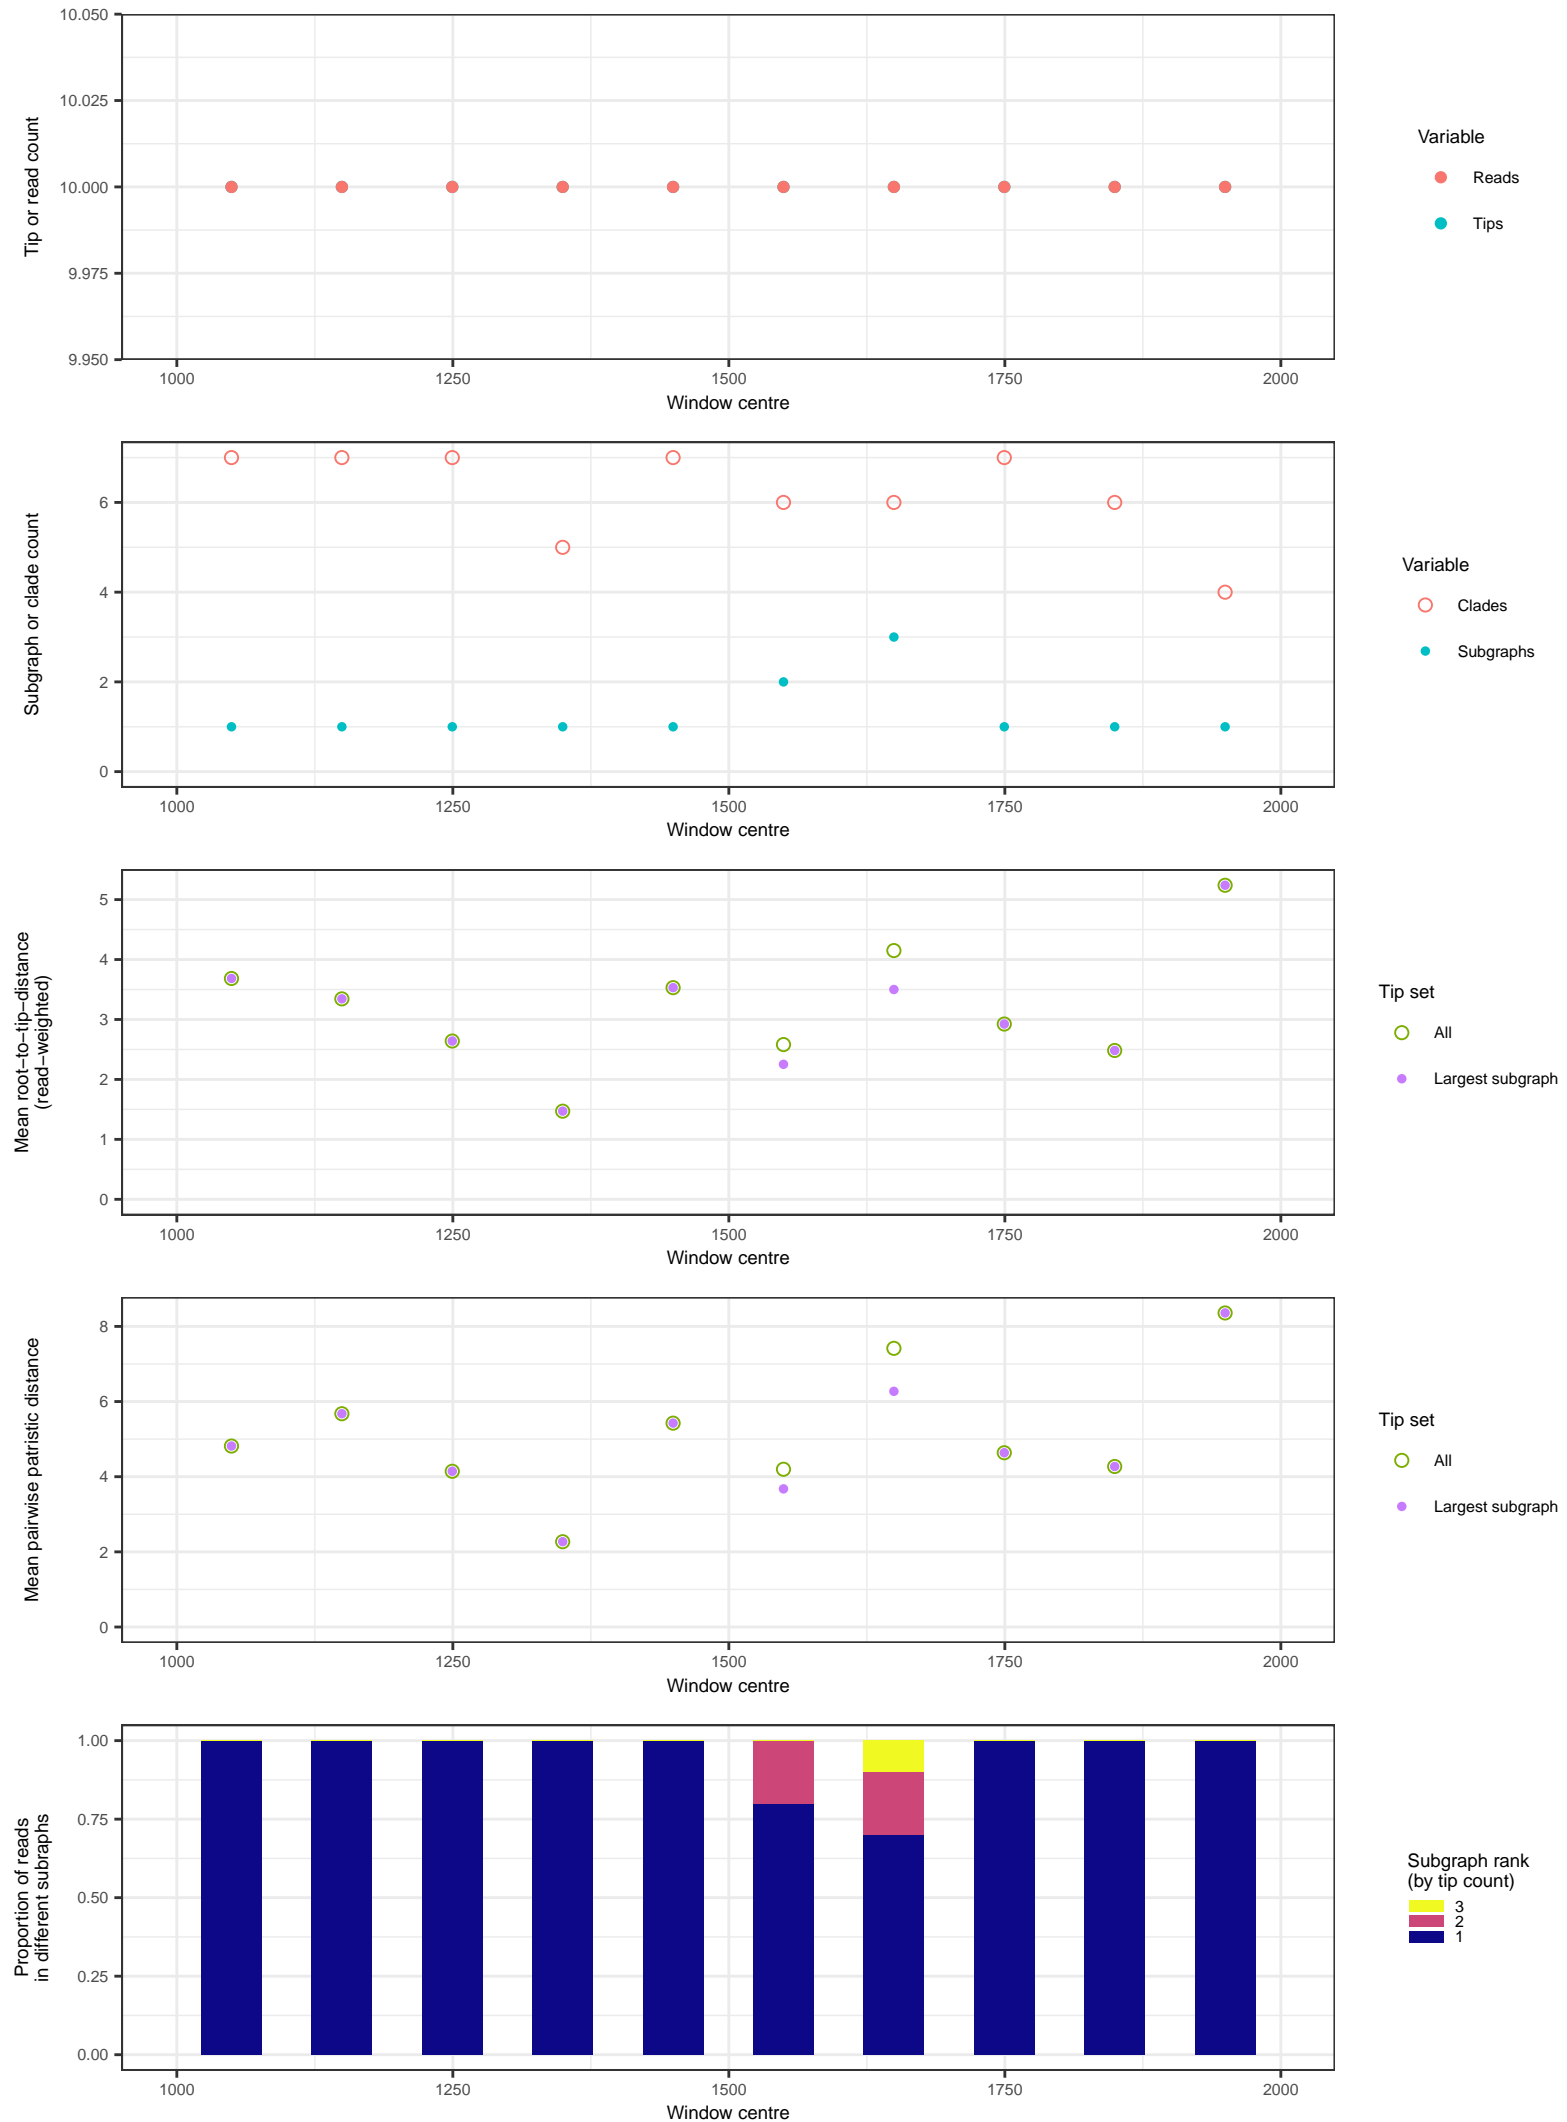 10.050
10.025
10.000
9.975
9.950
Tip or read count
1000 1250 1500 1750 2000
Window centre
Variable
Reads
Tips
6
4
2
0
Subgraph or clade count
1000 1250 1500 1750 2000
Window centre
Variable
Clades
Subgraphs
5
4
3
2
1
0
Mean root−to−tip−distance
(read−weighted)
1000 1250 1500 1750 2000
Window centre
Tip set
All
Largest subgraph
8
6
4
2
0
Mean pairwise patristic distance
1000 1250 1500 1750 2000
Window centre
Tip set
All
Largest subgraph
1.00
0.75
0.50
0.25
0.00
Proportion of reads
in different subraphs
1000 1250 1500 1750 2000
Window centre
Subgraph rank
(by tip count)
3
2
1